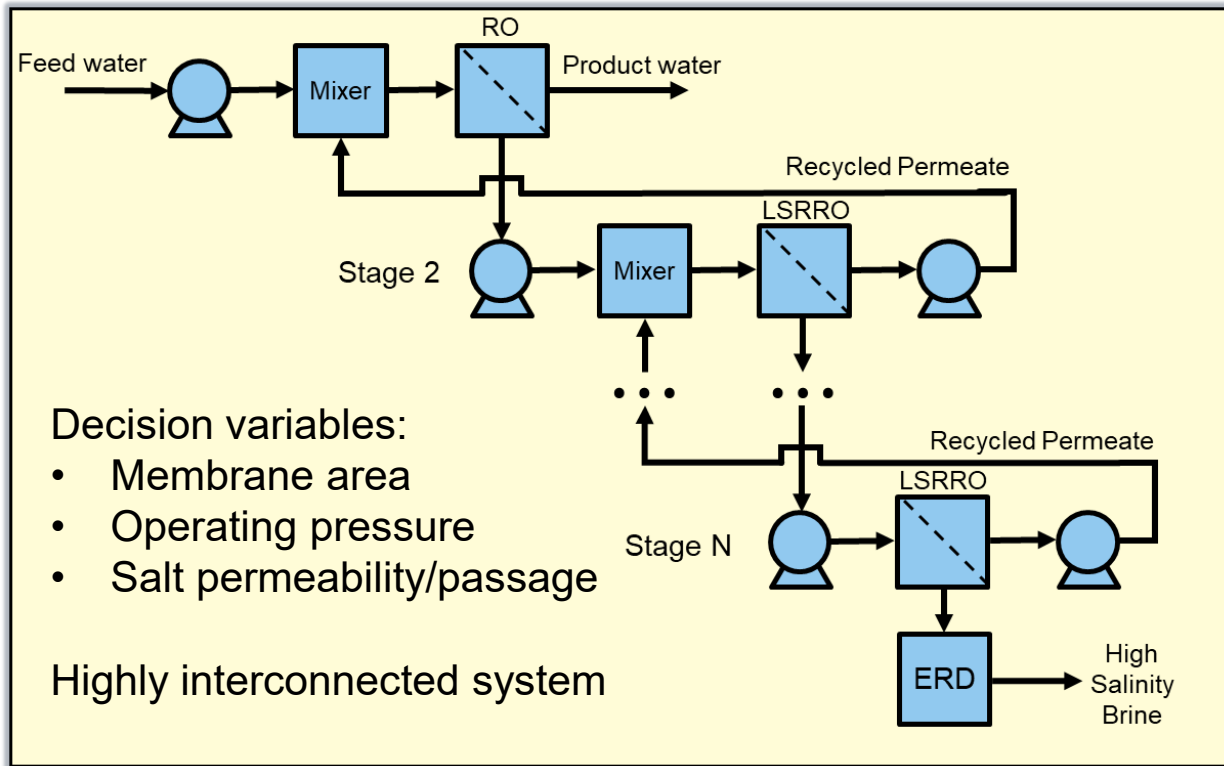 RO
Feed water
Mixer
Product water
Recycled Permeate
LSRRO
Stage 2
Mixer
• • •
• • •
Decision variables:
• Membrane area
• Operating pressure
• Salt permeability/passage
Highly interconnected system
Recycled Permeate
LSRRO
Stage N
ERD
High
Salinity
Brine